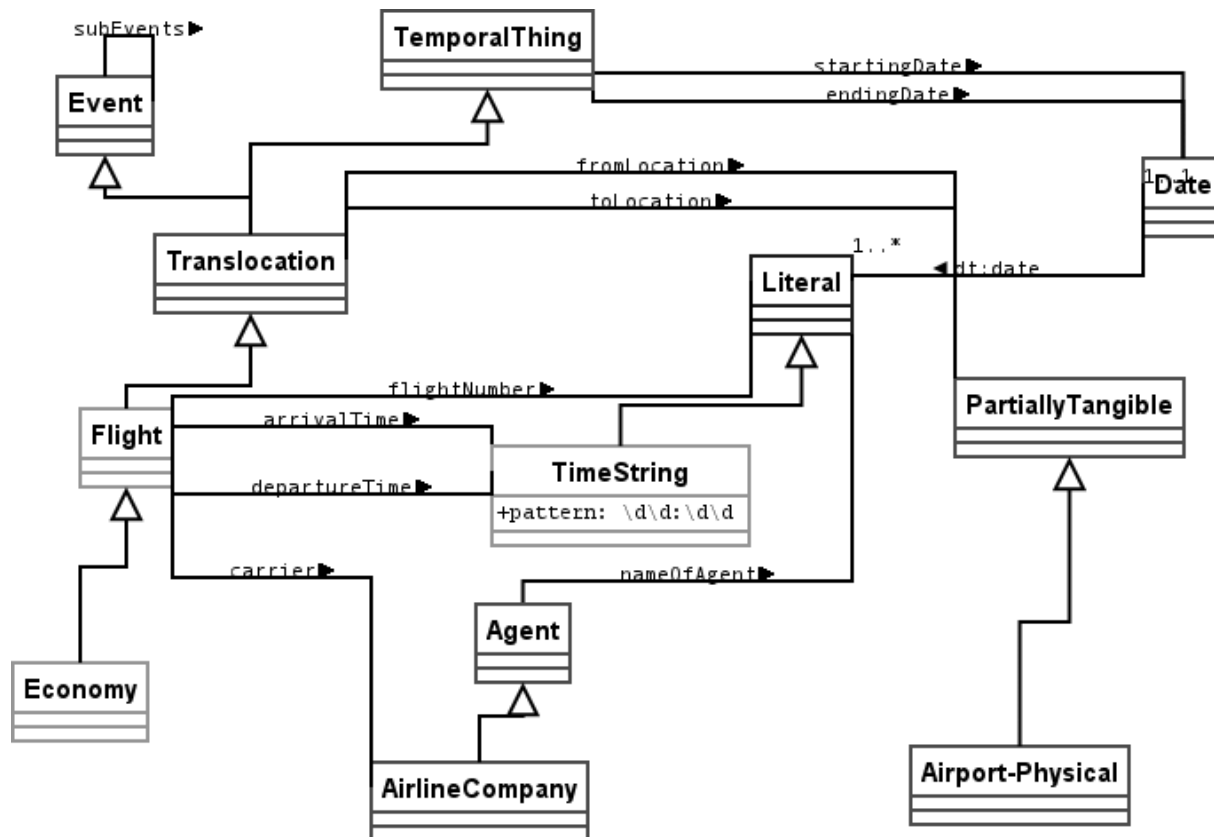 subEvents
TemporalThing
startingDate
endingDate
Event
fromLocation
toLocation
1..1
Date
Translocation
1..*
dt:date
Literal
flightNumber
arrivalTime
Flight
PartiallyTangible
TimeString
departureTime
+pattern: \d\d:\d\d
carrier
nameOfAgent
Agent
Economy
AirlineCompany
Airport-Physical